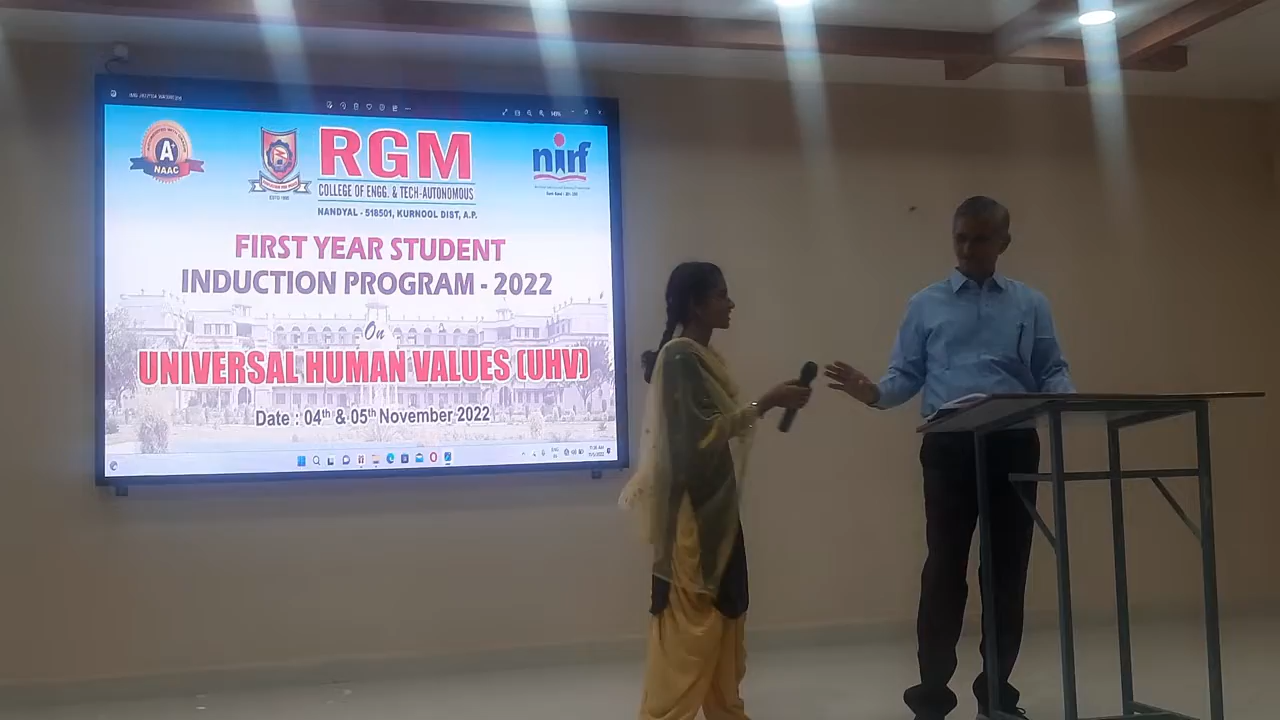 A+
NAAC
RGM
COLLEGE OF ENGG. & TECH-AUTONOMOUS
NANDYAL - 518501, KURNOOL DIST, A.P.
nirf
FIRST YEAR STUDENT
INDUCTION PROGRAM - 2022
On
UNIVERSAL HUMAN VALUES (UHV)
Date : 04th & 05th November 2022